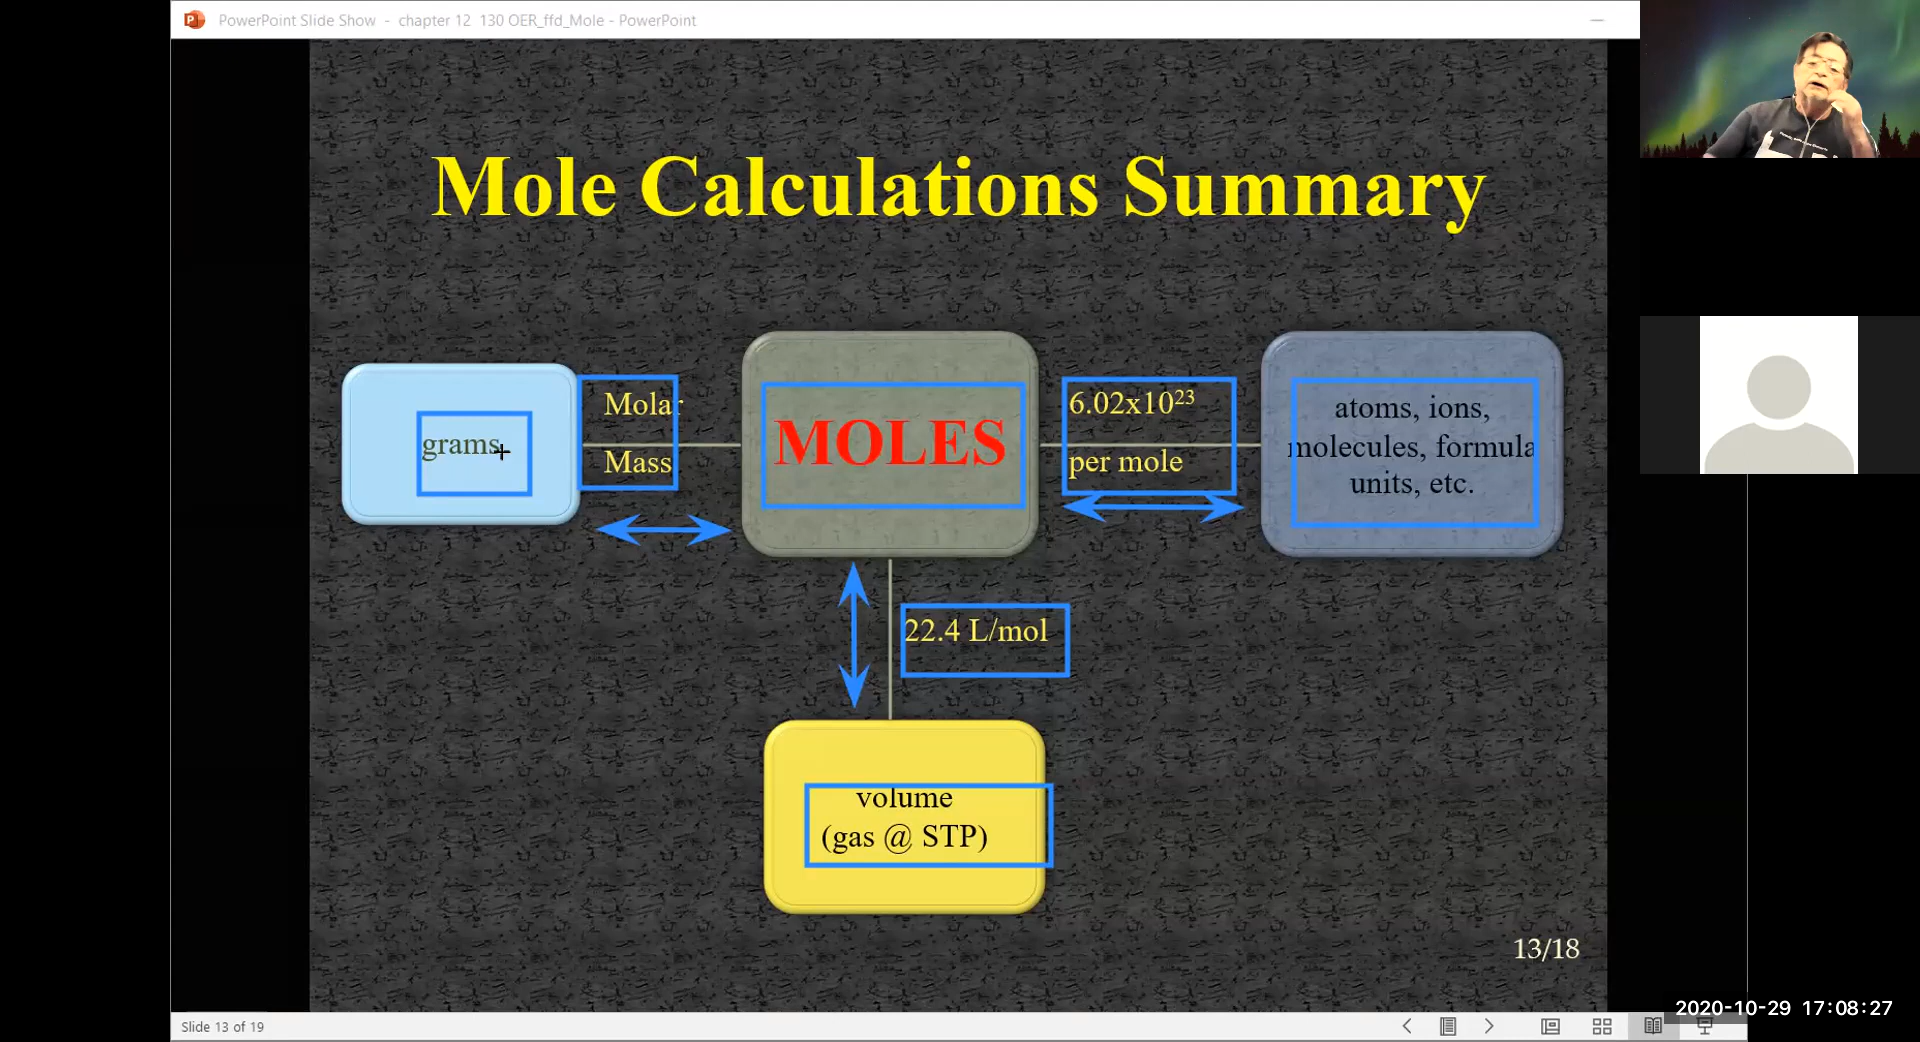 PowerPoint Slide Show - chapter 12 130 OER_ffd_Mole - PowerPoint
Mole Calculations Summary
grams
Molar
Mass
MOLES
6.02x10²³
per mole
atoms, ions,
molecules, formula
units, etc.
22.4 L/mol
volume
(gas @ STP)
13/18
2020-10-29 17:08:27
Slide 13 of 19